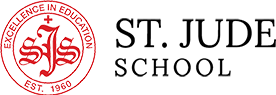 EXCELLENCE IN EDUCATION
SJS
EST. 1960
ST. JUDE
SCHOOL